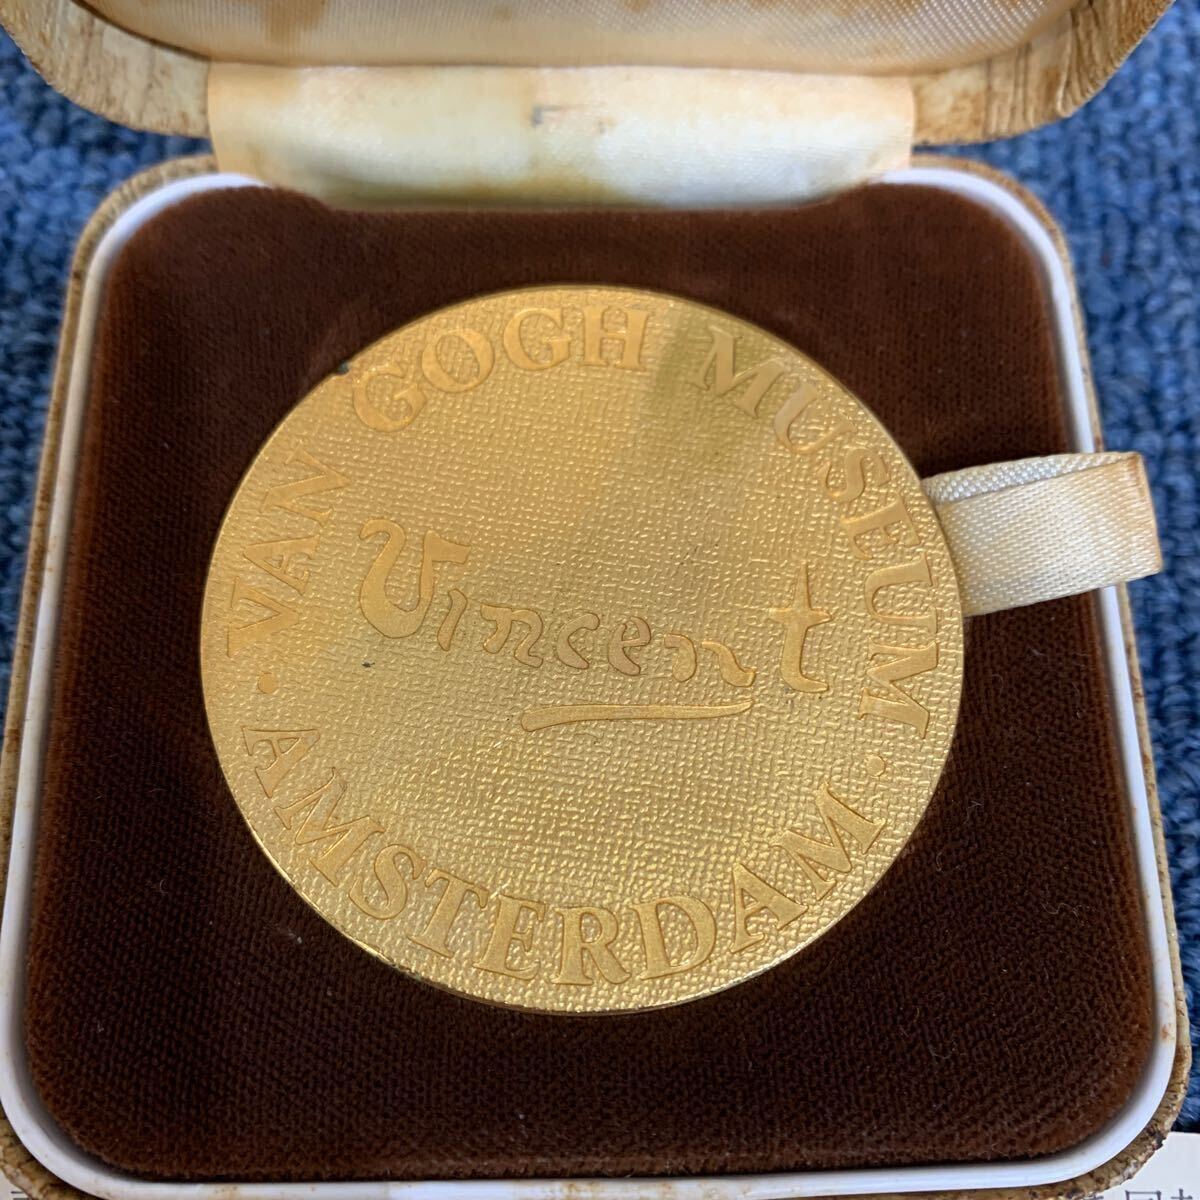 · VAN GOGH MUSEUM ·
Vincent
AMSTERDAM